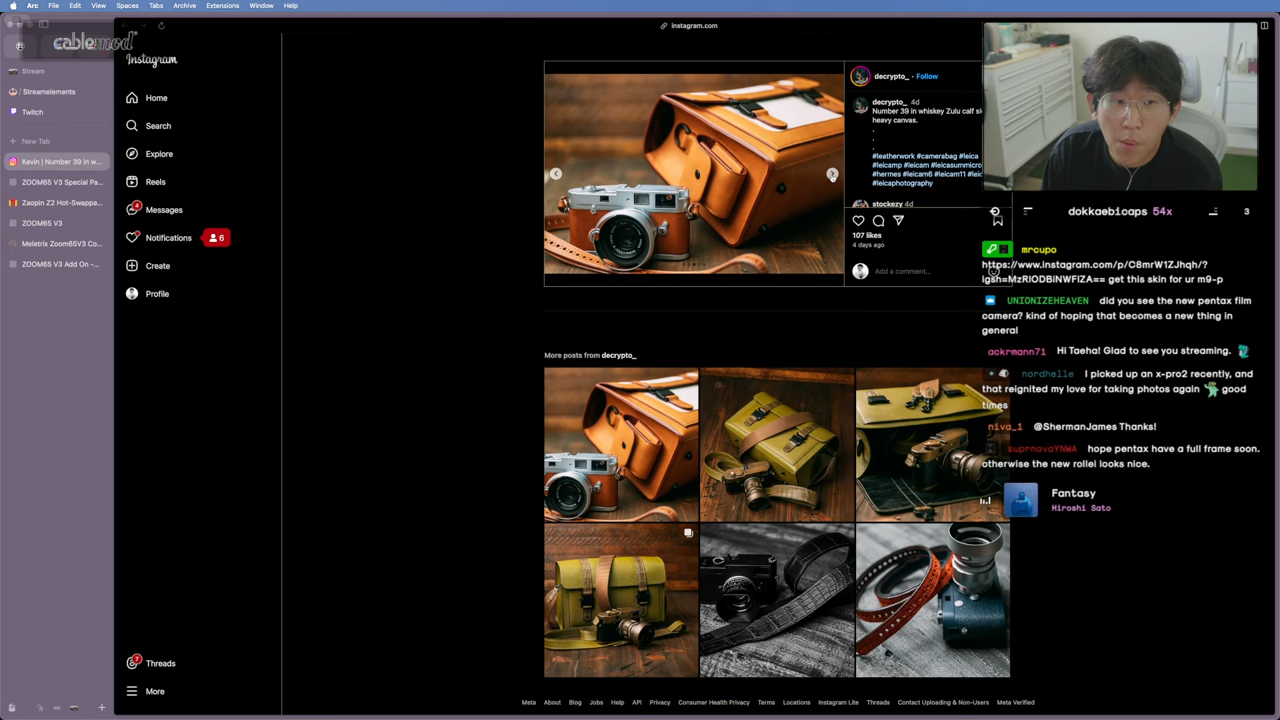 Arc File Edit View Spaces Tabs Archive Extensions Window Help
instagram.com
cablemod
Stream
Streamelements
Twitch
New Tab
Kevin | Number 39 in w...
ZOOM65 V3 Special Pa...
Zaopin Z2 Hot-Swappa...
ZOOM65 V3
Meletrix Zoom65V3 Co...
ZOOM65 V3 Add On -...
Instagram
Home
Search
Explore
Reels
4
Messages
Notifications
6
Create
Profile
7
Threads
More
decrypto_ • Follow
decrypto_ 4d
Number 39 in whiskey Zulu calf
heavy canvas.
.
.
.
#leatherwork #camerabag #leica
#leicamp #leicam #leicasummicro
#hermes #leicam6 #leicam11
#leicaphotography
stockezy 4d
107 likes
4 days ago
Add a comment...
More posts from decrypto_
Meta About Blog Jobs Help API Privacy Consumer Health Privacy Terms Locations Instagram Lite Threads Contact Uploading & Non-Users Meta Verified
dokkaebicaps 54x
3
mrcupo
https://www.instagram.com/p/C8mrW1ZJhqh/?
igsh=MzRlODBiNWFlZA== get this skin for ur m9-p
UNIONIZEHEAVEN did you see the new pentax film
camera? kind of hoping that becomes a new thing in
general
ackrmann71 Hi Taeha! Glad to see you streaming.
nordhelle I picked up an x-pro2 recently, and
that reignited my love for taking photos again good
times
niva_1 @ShermanJames Thanks!
suprnovaYNWA hope pentax have a full frame soon.
otherwise the new rollei looks nice.
Fantasy
Hiroshi Sato